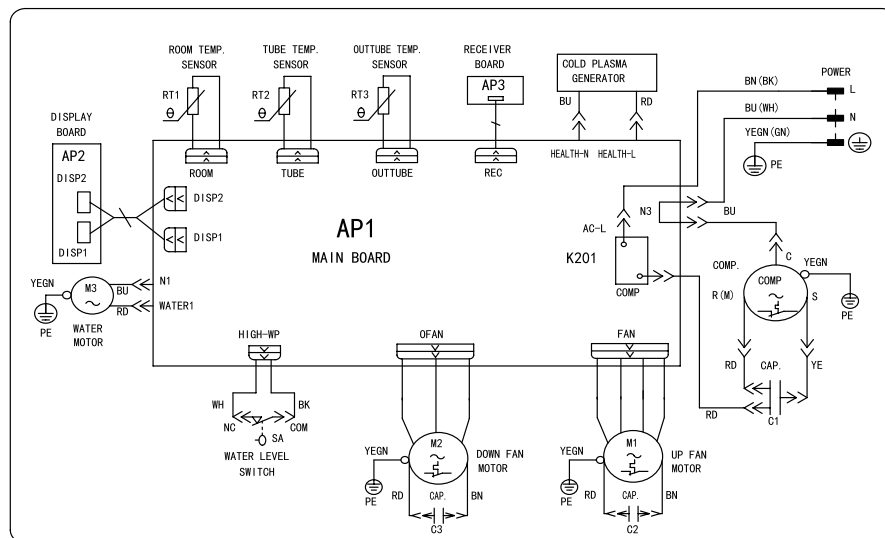 ROOM TEMP.
SENSOR
TUBE TEMP.
SENSOR
OUTTUBE TEMP.
SENSOR
RECEIVER
BOARD
COLD PLASMA
GENERATOR
POWER
RT1
θ
RT2
θ
RT3
θ
AP3
BU
RD
BN(BK)
L
BU(WH)
N
YEGN(GN)
PE
DISPLAY
BOARD
AP2
DISP2
DISP1
DISP2
DISP1
ROOM
TUBE
OUTTUBE
REC
HEALTH-N
HEALTH-L
AP1
MAIN BOARD
AC-L
K201
COMP
N3
BU
YEGN
M3
BU
RD
N1
WATER1
PE
WATER
MOTOR
COMP.
C
YEGN
COMP
R(M)
S
PE
RD
CAP.
YE
RD
C1
HIGH-WP
OFAN
FAN
WH
BK
NC
COM
SA
WATER LEVEL
SWITCH
YEGN
M2
DOWN FAN
MOTOR
PE
RD
CAP.
BN
C3
YEGN
M1
UP FAN
MOTOR
PE
RD
CAP.
BN
C2